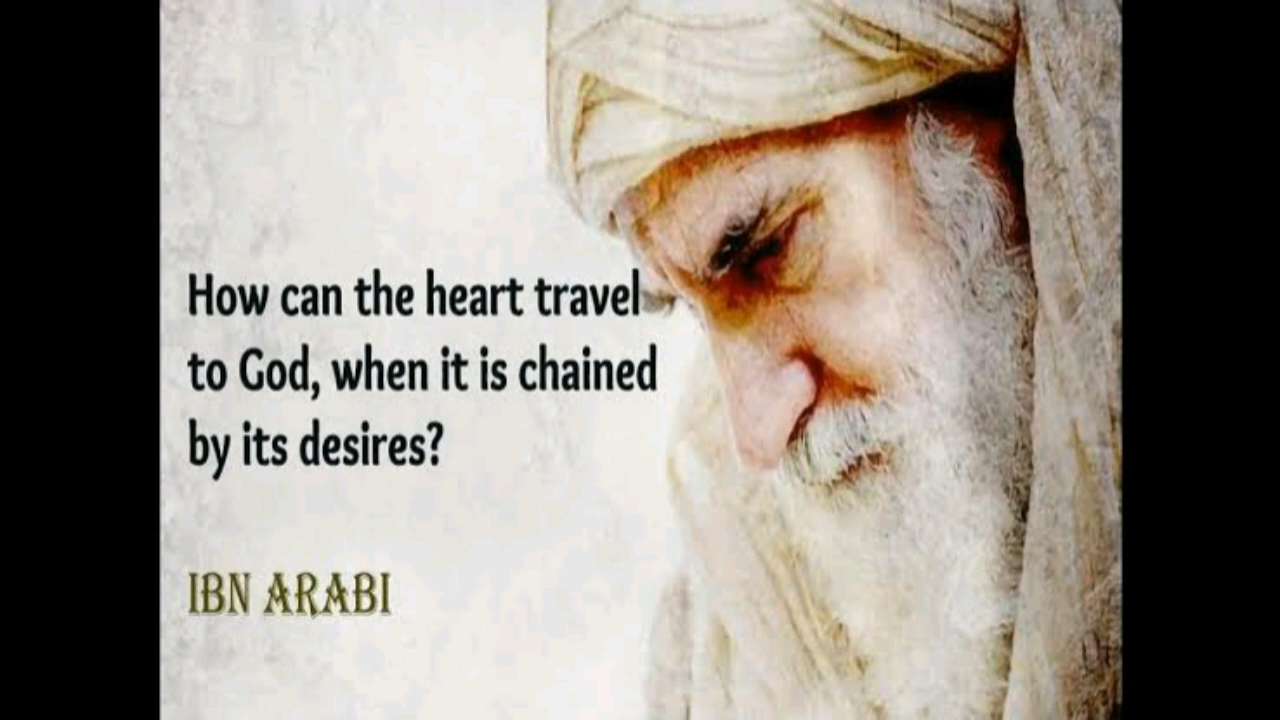 How can the heart travel
to God, when it is chained
by its desires?
IBN ARABI